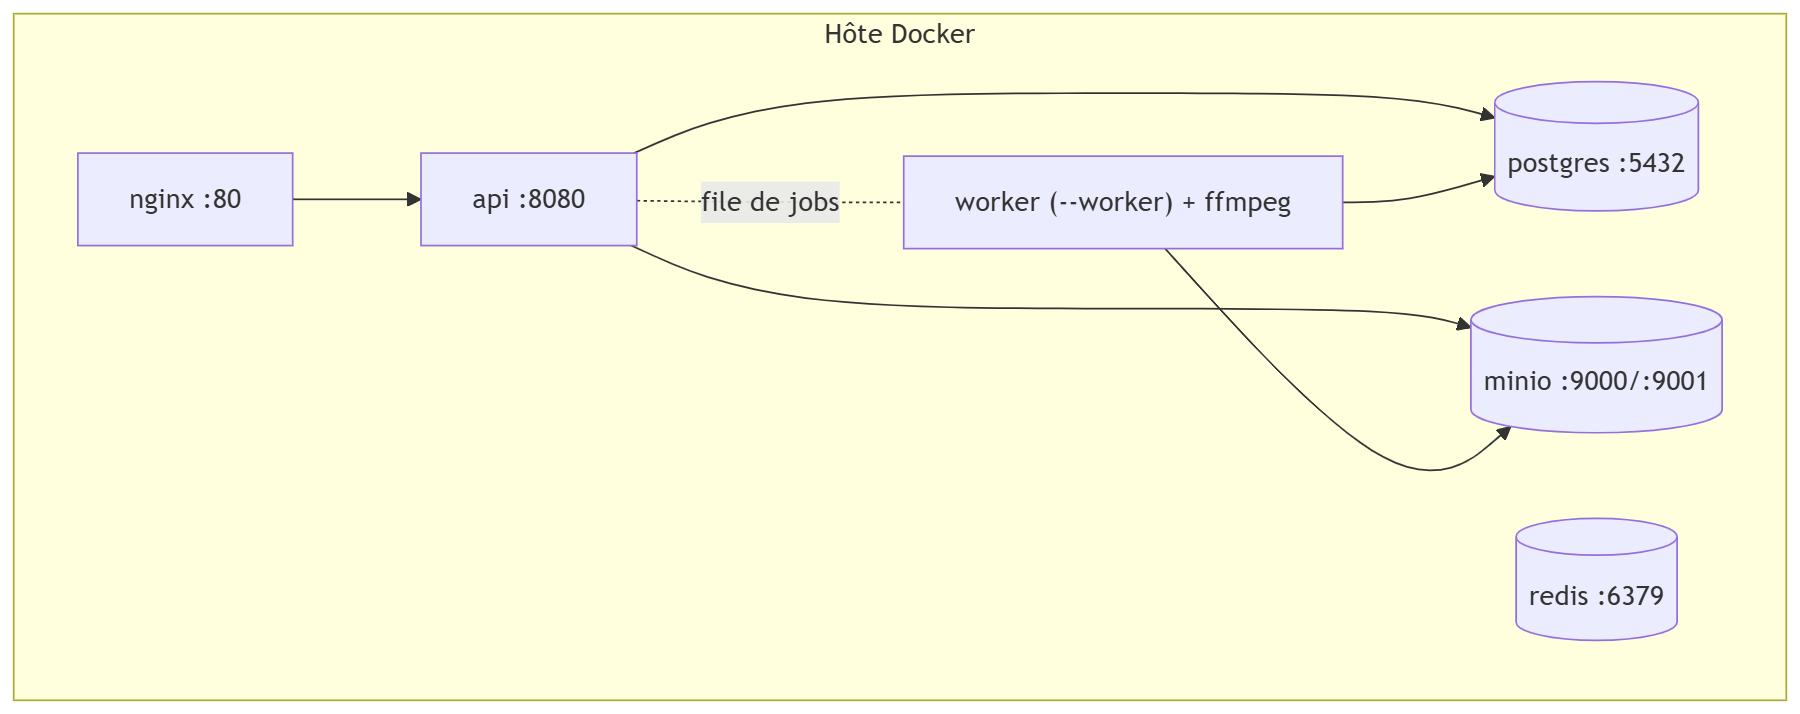 Hôte Docker
nginx :80
api :8080
file de jobs
worker (--worker) + ffmpeg
postgres :5432
minio :9000/:9001
redis :6379